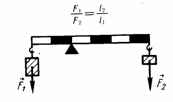 F₁/F₂ = l₂/l₁
F⃗₁ F⃗₂